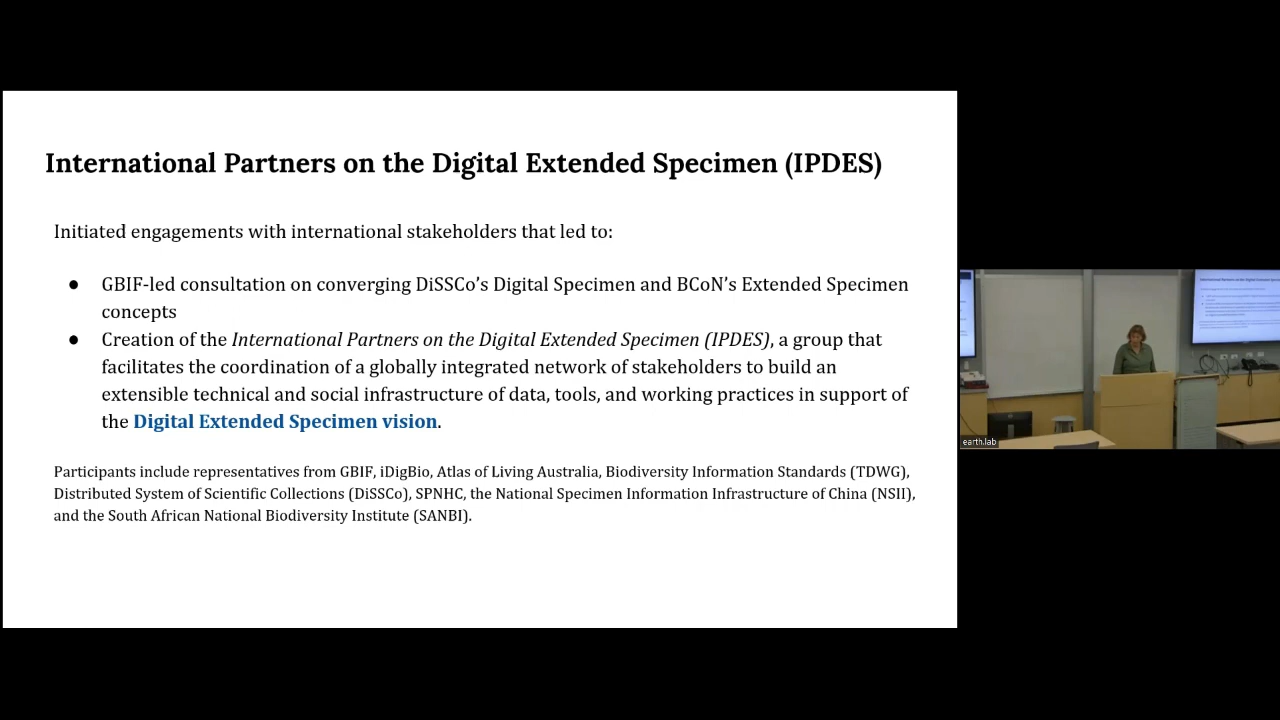 International Partners on the Digital Extended Specimen (IPDES)
Initiated engagements with international stakeholders that led to:
● GBIF-led consultation on converging DiSSCo’s Digital Specimen and BCoN’s Extended Specimen
concepts
● Creation of the International Partners on the Digital Extended Specimen (IPDES), a group that
facilitates the coordination of a globally integrated network of stakeholders to build an
extensible technical and social infrastructure of data, tools, and working practices in support of
the Digital Extended Specimen vision.
Participants include representatives from GBIF, iDigBio, Atlas of Living Australia, Biodiversity Information Standards (TDWG),
Distributed System of Scientific Collections (DiSSCo), SPNHC, the National Specimen Information Infrastructure of China (NSII),
and the South African National Biodiversity Institute (SANBI).
earth.lab